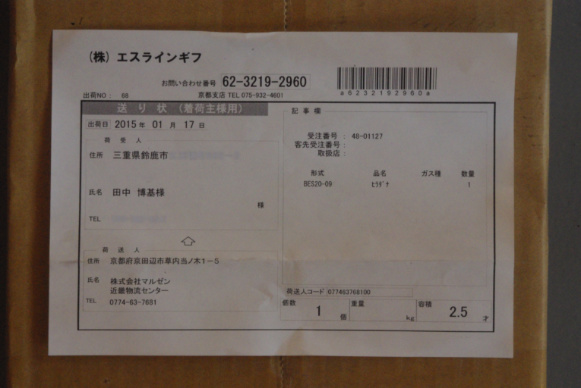 (株) エスラインギフ
お問い合わせ番号 62-3219-2960
京都支店 TEL 075-932-4601
出荷NO: 88
送り状 (着荷主様用)
出荷日 2015 年 01 月 17 日
荷受人
住所 三重県鈴鹿市
氏名 田中 博基様
様
TEL
荷送人
住所 京都府京田辺市草内当ノ木1-5
氏名 株式会社マルゼン
近畿物流センター
TEL 0774-63-7681
記事欄
受注番号 : 40-01127
客先受注番号 :
取扱店 :
形式 品名 ガス種 数量
BES20-09 ヒラダナ 1
荷送人コード 077463768100
個数 1 個
重量 kg
容積 2.5 才